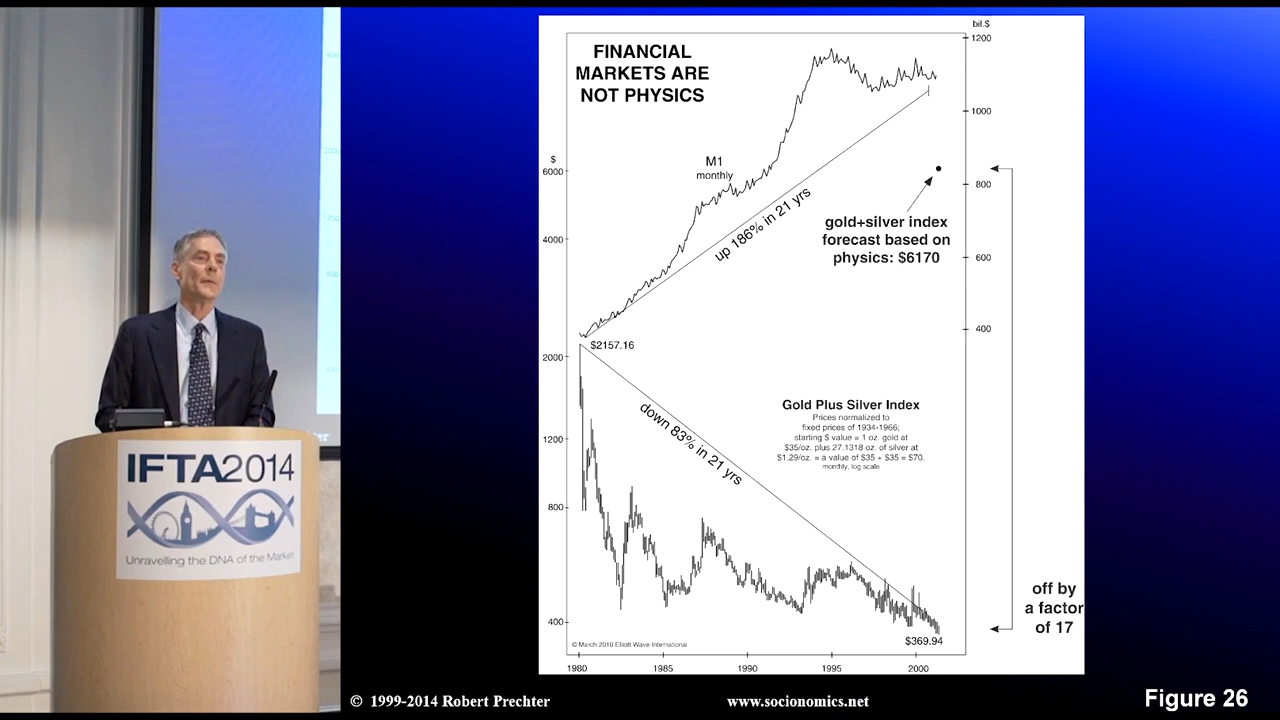 FINANCIAL
MARKETS ARE
NOT PHYSICS
bil.$
1200
1000
800
600
400
$
6000
4000
2000
1200
800
400
M1
monthly
up 186% in 21 yrs
gold+silver index
forecast based on
physics: $6170
$2157.16
down 83% in 21 yrs
Gold Plus Silver Index
Prices normalized to
fixed prices of 1934-1966;
starting $ value = 1 oz. gold at
$35/oz. plus 27.1318 oz. of silver at
$1.29/oz. = a value of $35 + $35 = $70.
monthly, log scale
off by
a factor
of 17
$369.94
© March 2010 Elliott Wave International
1980
1985
1990
1995
2000
IFTA2014
Unravelling the DNA of the Market
© 1999-2014 Robert Prechter
www.socionomics.net
Figure 26